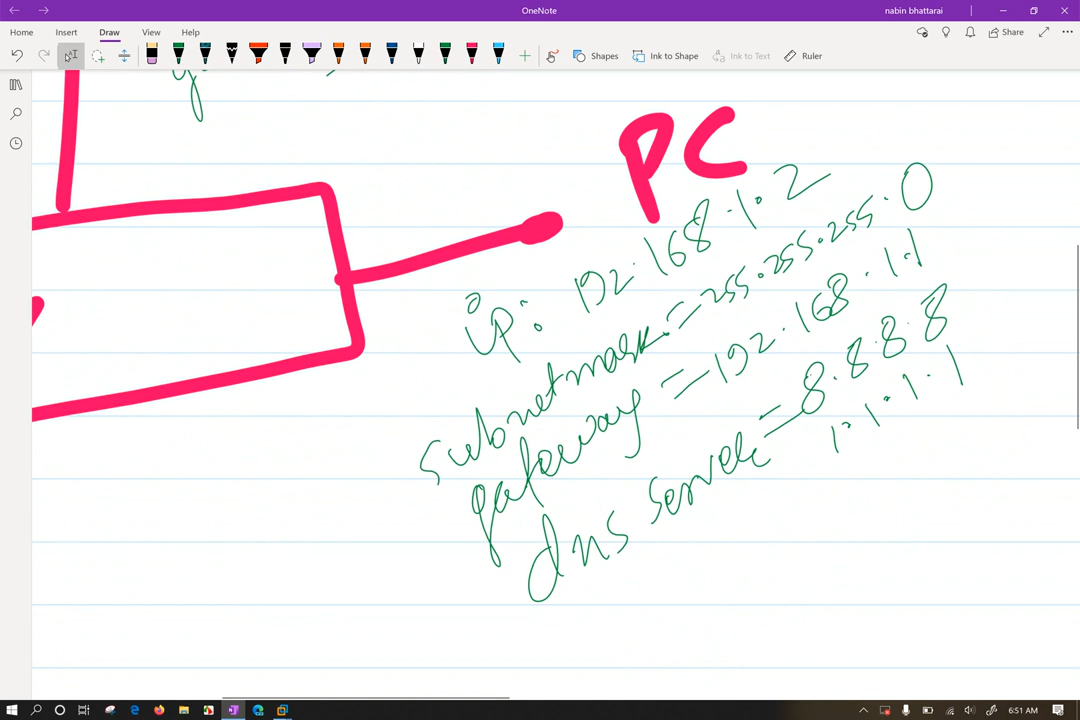 OneNote
nabin bhattarai
Home Insert Draw View Help
Share
Shapes Ink to Shape Ink to Text Ruler
PC
ip: 192.168.1.2
subnetmask = 255.255.255.0
gateway = 192.168.1.1
dns server = 8.8.8.8
1.1.1.1
6:51 AM